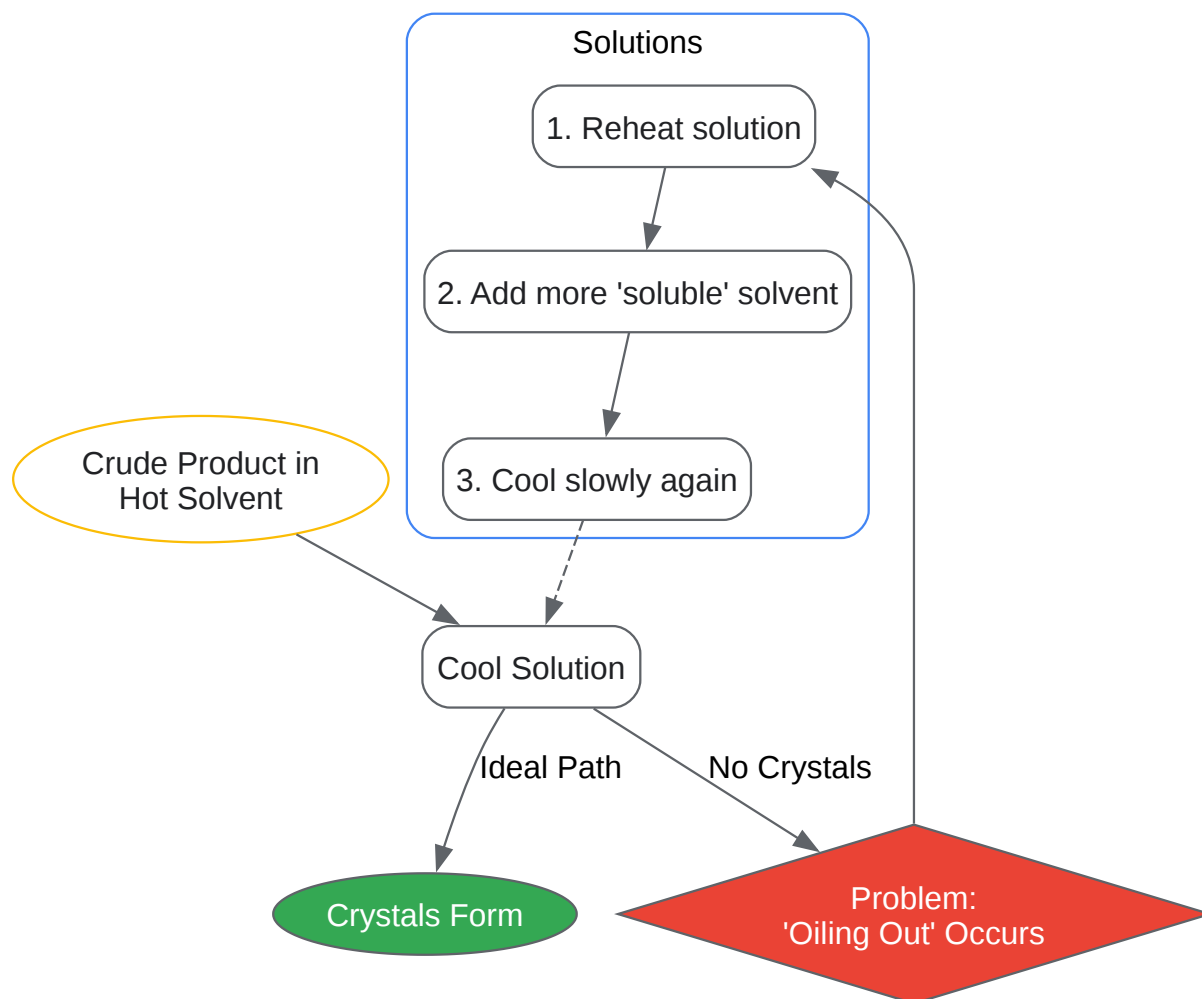 Solutions
1. Reheat solution
2. Add more 'soluble' solvent
3. Cool slowly again
Crude Product in
Hot Solvent
Cool Solution
Ideal Path
No Crystals
Crystals Form
Problem:
'Oiling Out' Occurs